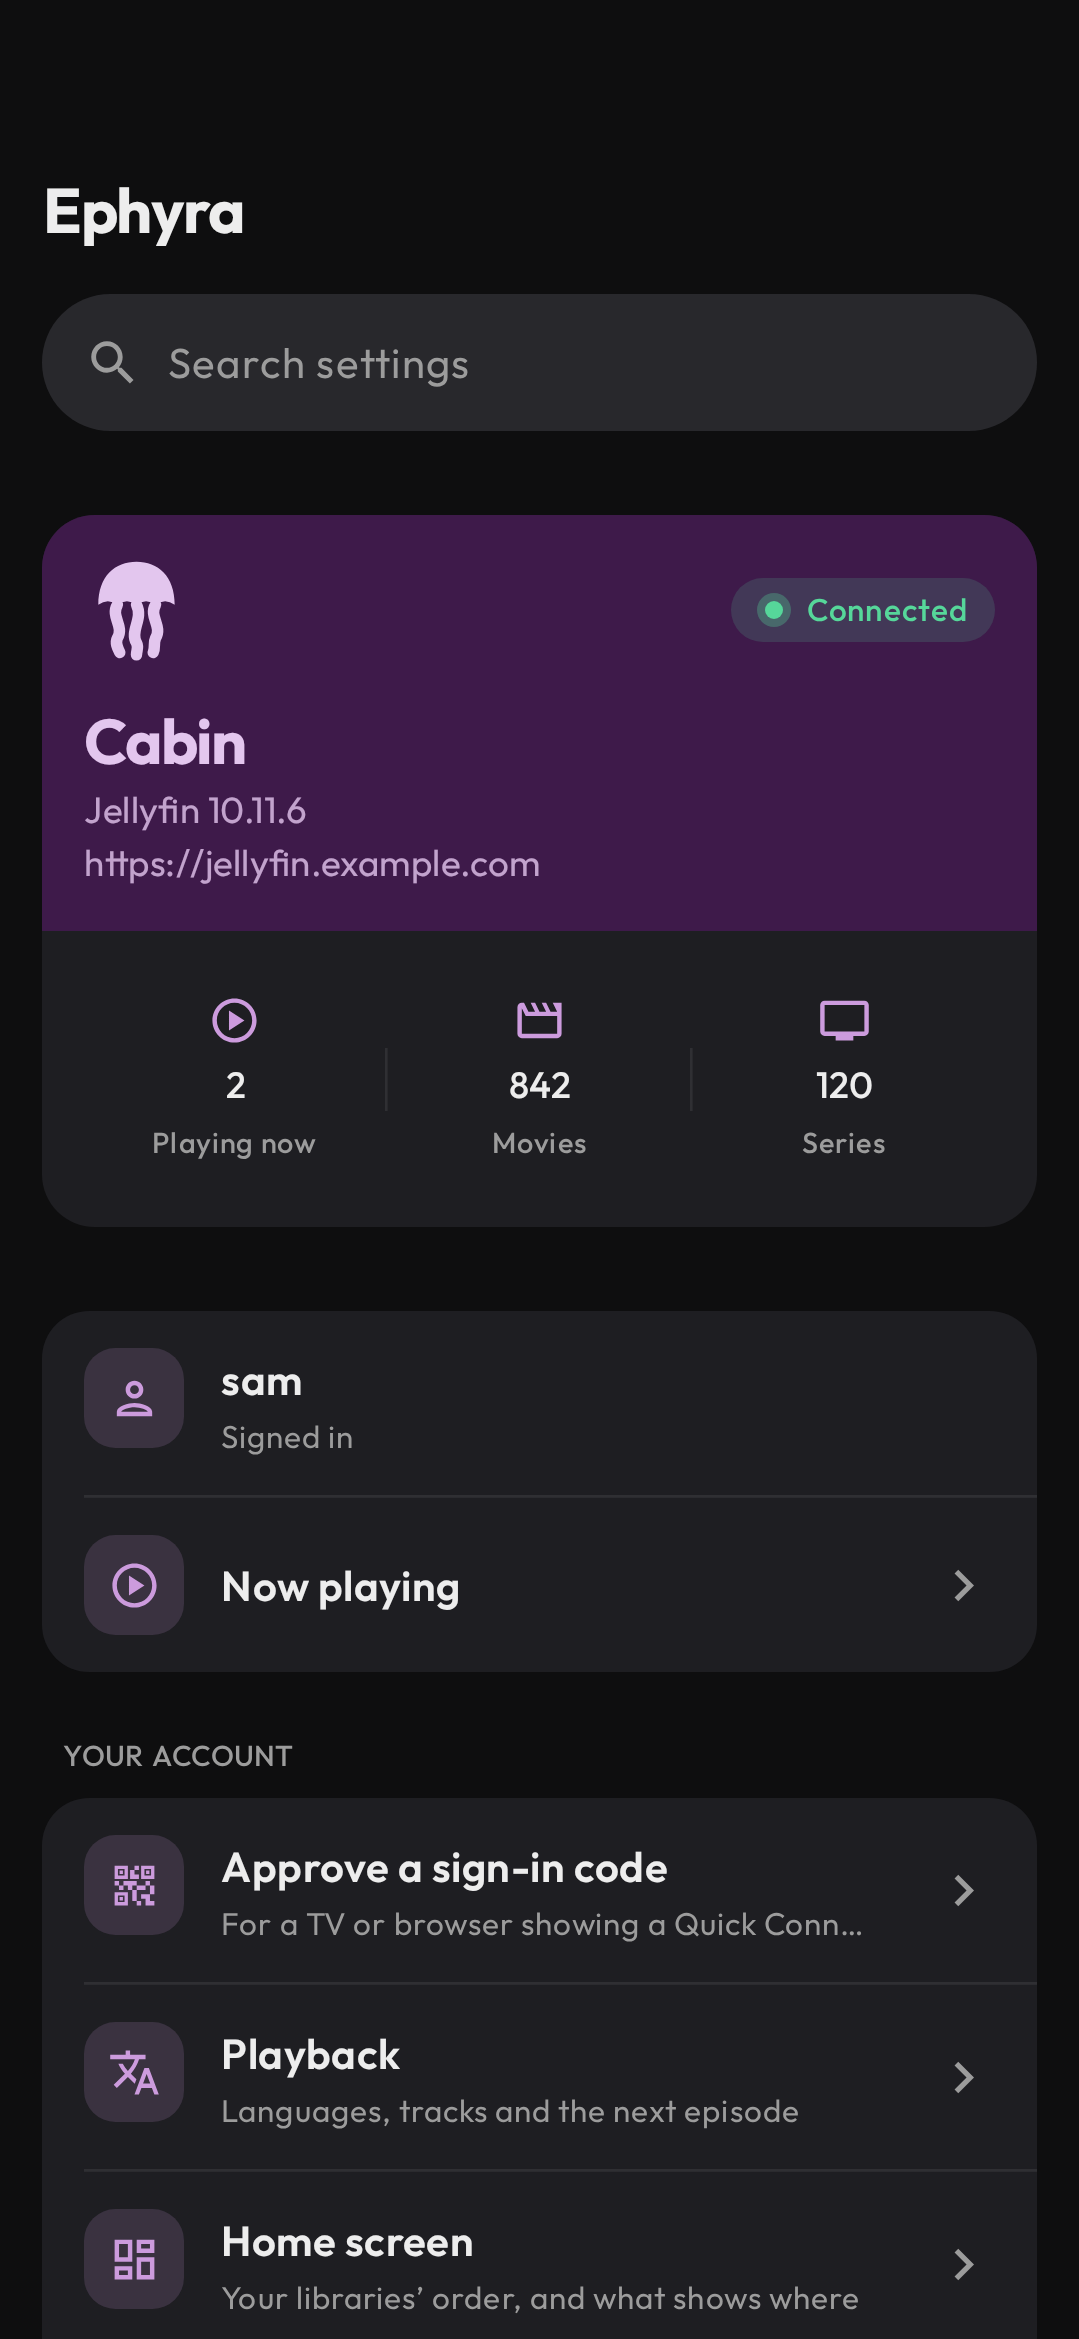 Ephyra
Search settings
Connected
Cabin
Jellyfin 10.11.6
https://jellyfin.example.com
2
Playing now
842
Movies
120
Series
sam
Signed in
Now playing
YOUR ACCOUNT
Approve a sign-in code
For a TV or browser showing a Quick Conn…
Playback
Languages, tracks and the next episode
Home screen
Your libraries’ order, and what shows where